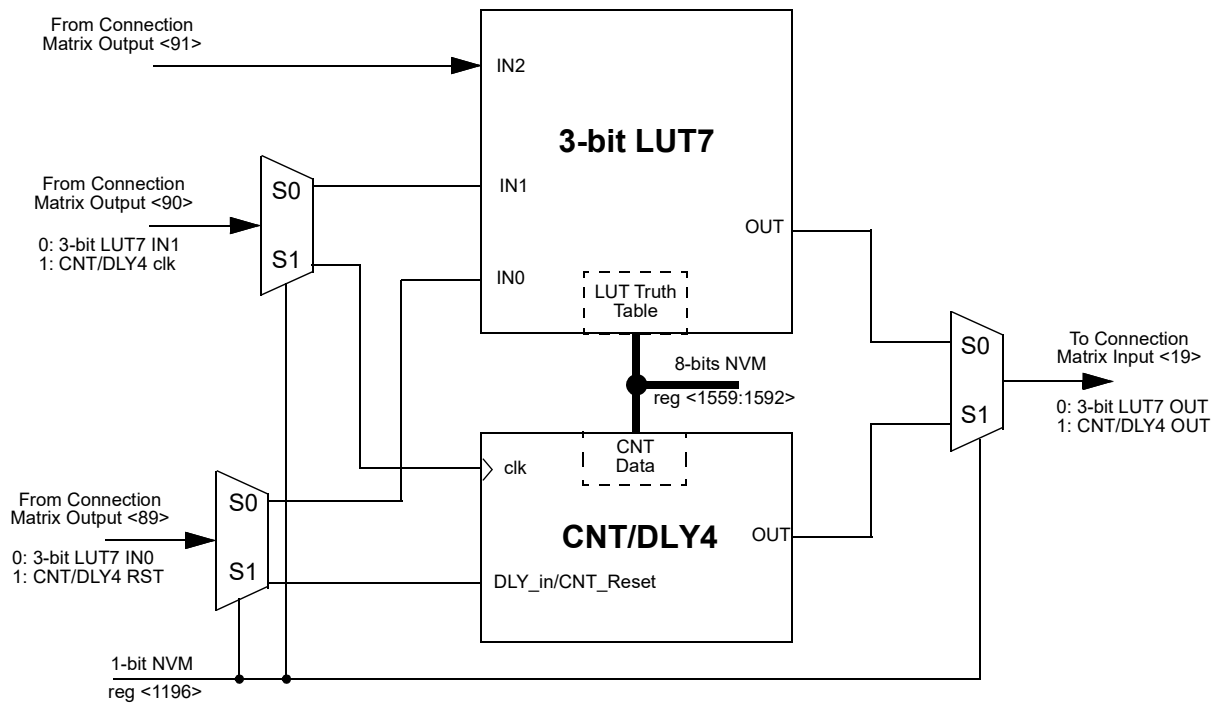 From Connection
Matrix Output <91>
IN2
3-bit LUT7
From Connection
Matrix Output <90>
0: 3-bit LUT7 IN1
1: CNT/DLY4 clk
S0
S1
IN1
IN0
OUT
LUT Truth
Table
8-bits NVM
reg <1559:1592>
S0
S1
To Connection
Matrix Input <19>
0: 3-bit LUT7 OUT
1: CNT/DLY4 OUT
CNT
Data
clk
CNT/DLY4
OUT
DLY_in/CNT_Reset
From Connection
Matrix Output <89>
0: 3-bit LUT7 IN0
1: CNT/DLY4 RST
S0
S1
1-bit NVM
reg <1196>